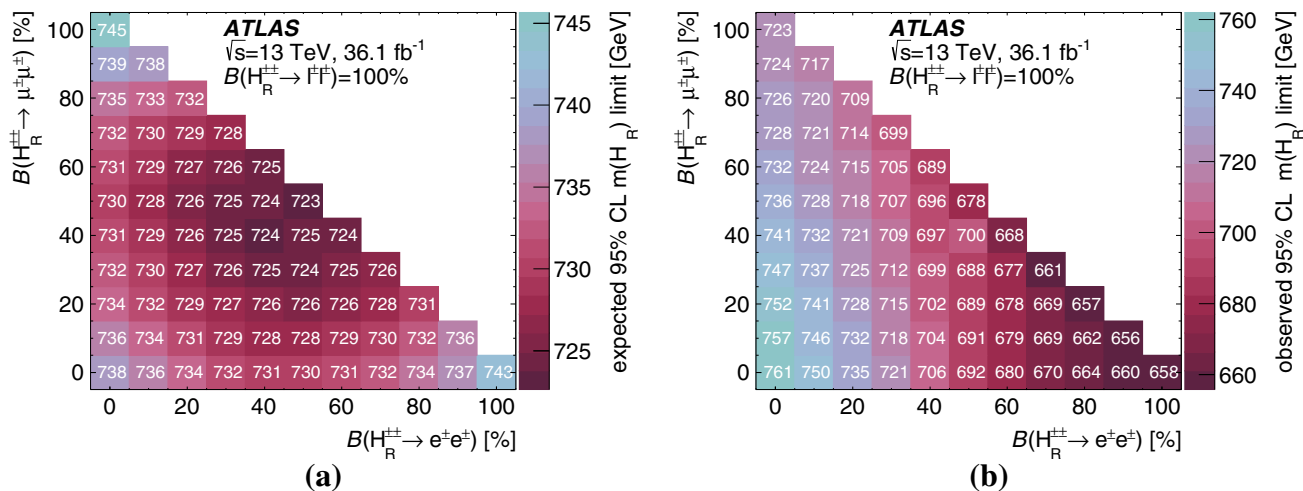 B(H_R^±± → μ^±μ^±) [%]
ATLAS
√s=13 TeV, 36.1 fb^-1
B(H_R^±± → l^±l^±)=100%
100 745
739 738
80 735 733 732
732 730 729 728
60 731 729 727 726 725
730 728 726 725 724 723
40 731 729 726 725 724 725 724
732 730 727 726 725 724 725 726
20 734 732 729 727 726 726 726 728 731
736 734 731 729 728 728 729 730 732 736
0 738 736 734 732 731 730 731 732 734 737 743
0 20 40 60 80 100
B(H_R^±± → e^±e^±) [%]
745
740
735
730
725
expected 95% CL m(H_R) limit [GeV]
(a)
B(H_R^±± → μ^±μ^±) [%]
ATLAS
√s=13 TeV, 36.1 fb^-1
B(H_R^±± → l^±l^±)=100%
100 723
724 717
80 726 720 709
728 721 714 699
60 732 724 715 705 689
736 728 718 707 696 678
40 741 732 721 709 697 700 668
747 737 725 712 699 688 677 661
20 752 741 728 715 702 689 678 669 657
757 746 732 718 704 691 679 669 662 656
0 761 750 735 721 706 692 680 670 664 660 658
0 20 40 60 80 100
B(H_R^±± → e^±e^±) [%]
760
740
720
700
680
660
observed 95% CL m(H_R) limit [GeV]
(b)